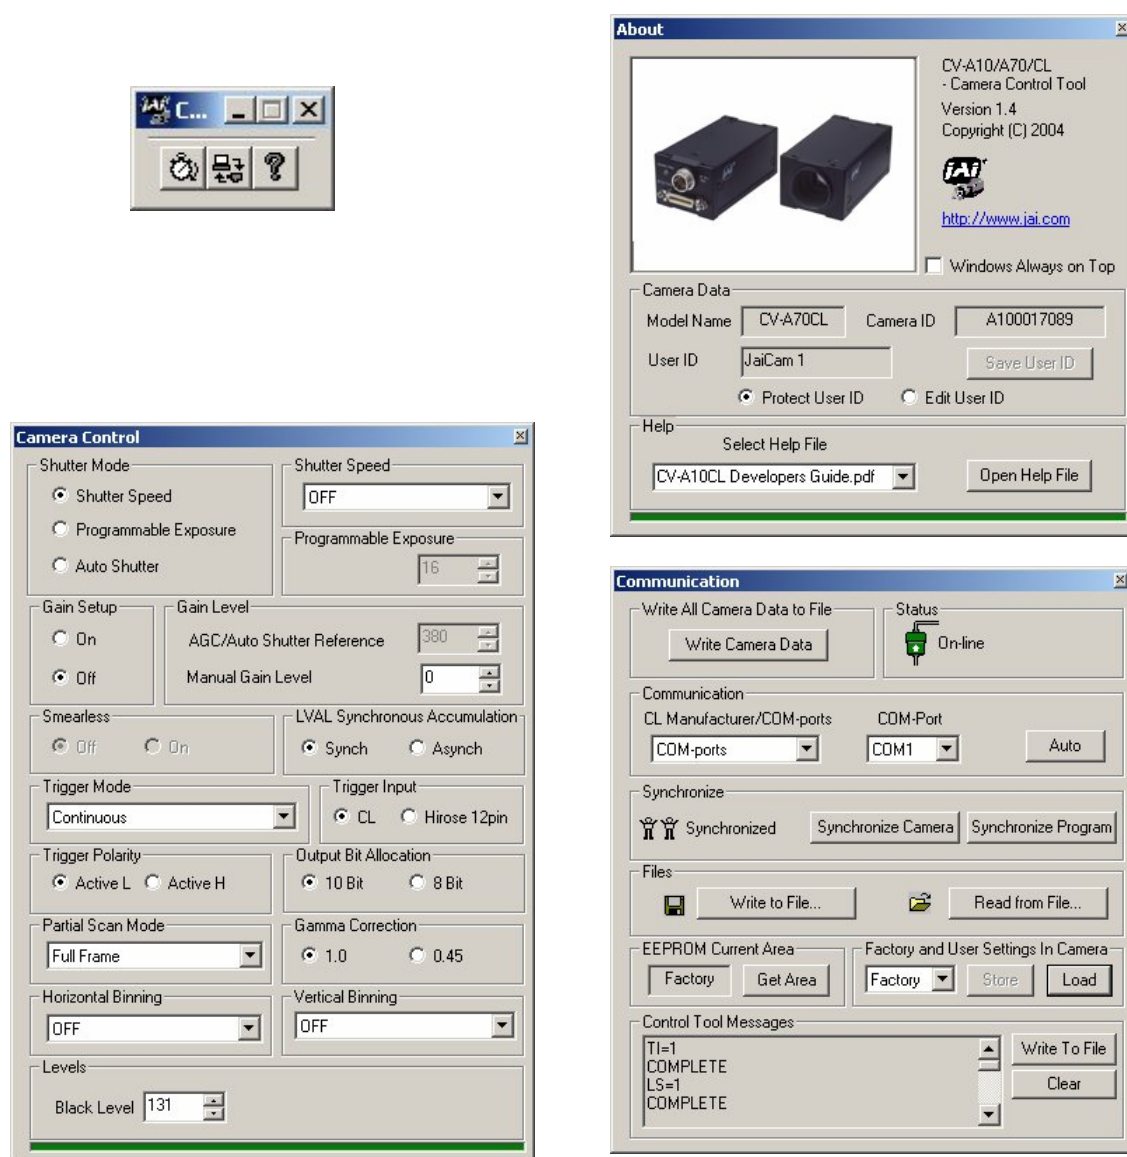 C...
About
CV-A10/A70/CL
- Camera Control Tool
Version 1.4
Copyright (C) 2004
JAi
http://www.jai.com
Windows Always on Top
Camera Data
Model Name CV-A70CL Camera ID A100017089
User ID JaiCam 1 Save User ID
Protect User ID Edit User ID
Help
Select Help File
CV-A10CL Developers Guide.pdf Open Help File
Camera Control
Shutter Mode Shutter Speed
Shutter Speed OFF
Programmable Exposure Programmable Exposure
Auto Shutter 16
Gain Setup Gain Level
On AGC/Auto Shutter Reference 380
Off Manual Gain Level 0
Smearless LVAL Synchronous Accumulation
Off On Synch Asynch
Trigger Mode Trigger Input
Continuous CL Hirose 12pin
Trigger Polarity Output Bit Allocation
Active L Active H 10 Bit 8 Bit
Partial Scan Mode Gamma Correction
Full Frame 1.0 0.45
Horizontal Binning Vertical Binning
OFF OFF
Levels
Black Level 131
Communication
Write All Camera Data to File Status
Write Camera Data On-line
Communication
CL Manufacturer/COM-ports COM-Port
COM-ports COM1 Auto
Synchronize
Synchronized Synchronize Camera Synchronize Program
Files
Write to File... Read from File...
EEPROM Current Area Factory and User Settings In Camera
Factory Get Area Factory Store Load
Control Tool Messages
TI=1 Write To File
COMPLETE
LS=1 Clear
COMPLETE